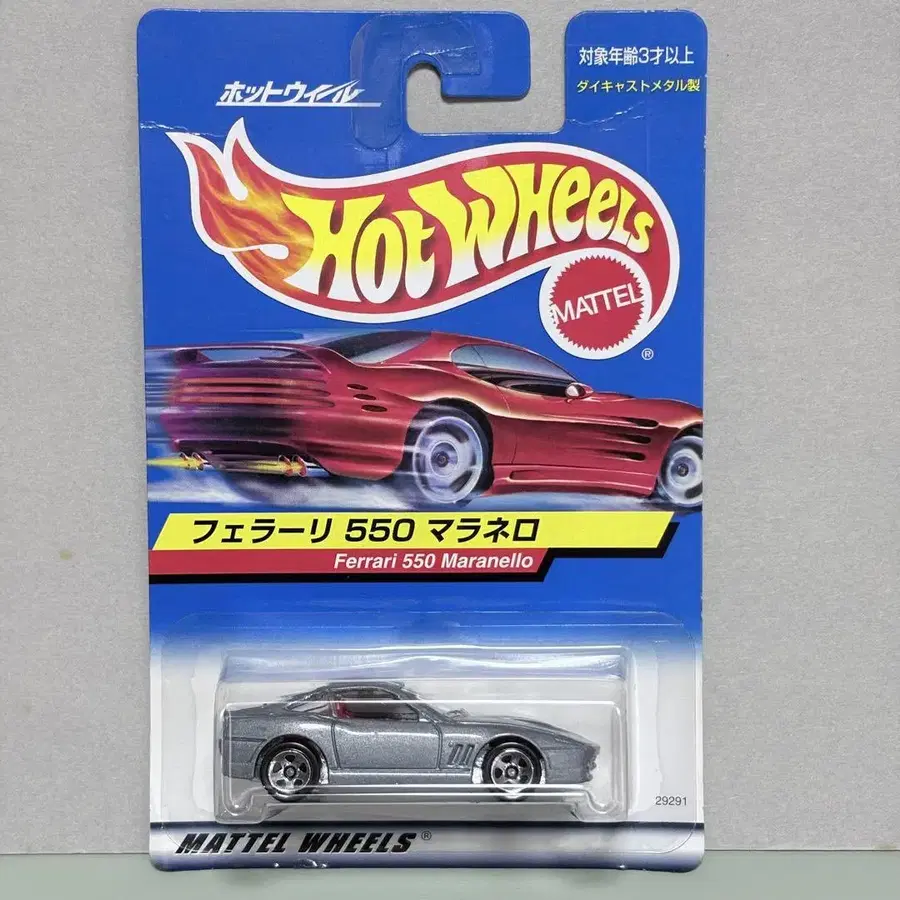 対象年齢3才以上
ダイキャストメタル製
ホットウィール
HOT WHEELS
MATTEL
®
フェラーリ 550 マラネロ
Ferrari 550 Maranello
29291
MATTEL WHEELS®